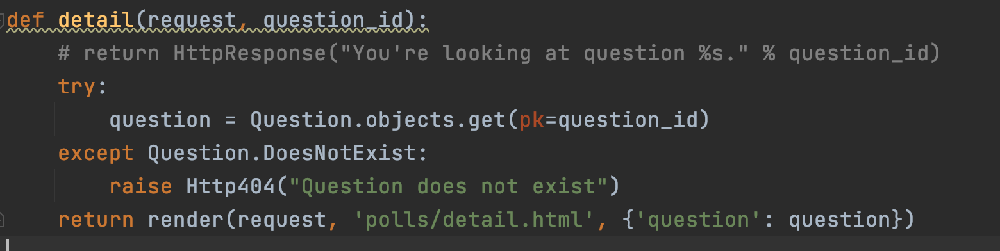 def detail(request, question_id):
    # return HttpResponse("You're looking at question %s." % question_id)
    try:
        question = Question.objects.get(pk=question_id)
    except Question.DoesNotExist:
        raise Http404("Question does not exist")
    return render(request, 'polls/detail.html', {'question': question})